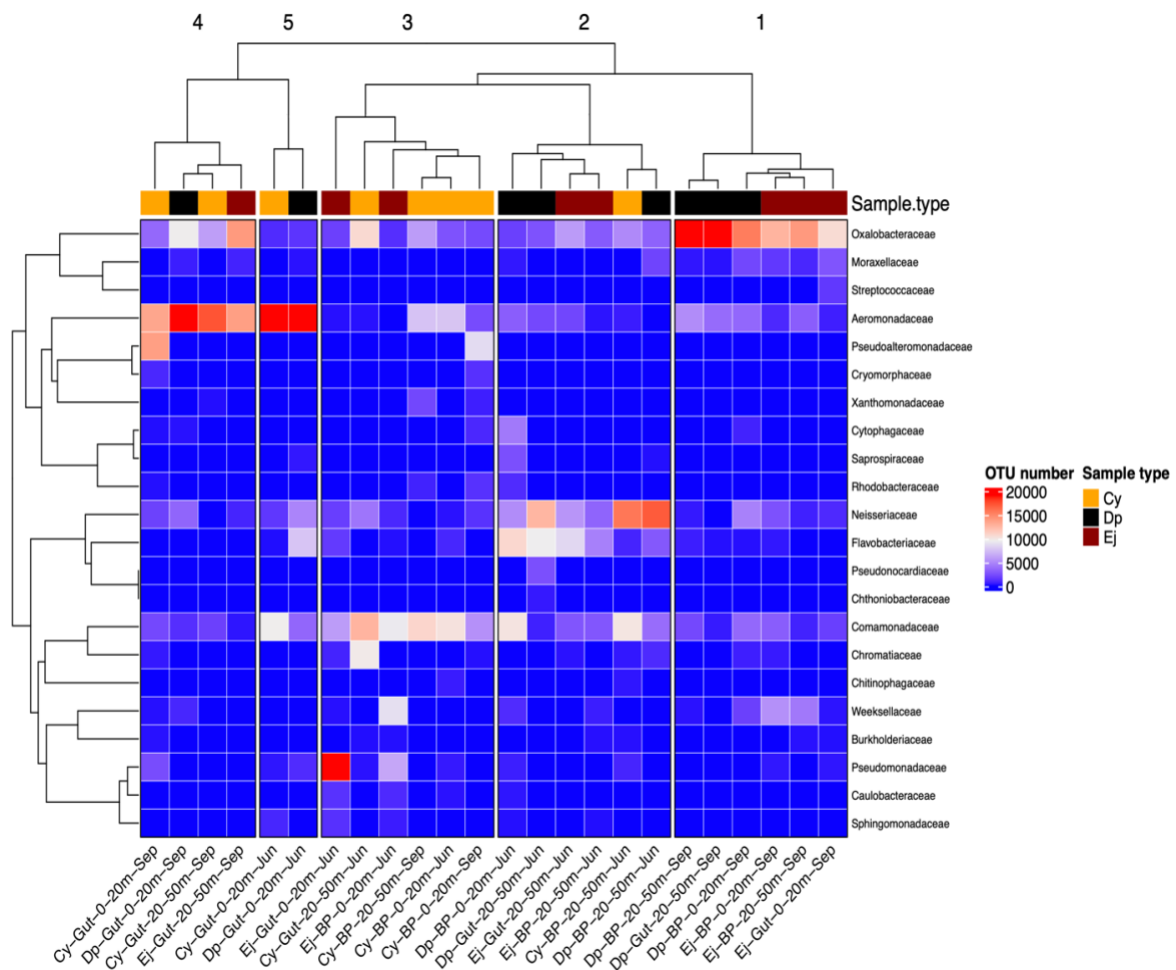 4 5 3 2 1
Sample.type
Oxalobacteraceae
Moraxellaceae
Streptococcaceae
Aeromonadaceae
Pseudoalteromonadaceae
Cryomorphaceae
Xanthomonadaceae
Cytophagaceae
Saprospiraceae
Rhodobacteraceae
Neisseriaceae
Flavobacteriaceae
Pseudonocardiaceae
Chthoniobacteraceae
Comamonadaceae
Chromatiaceae
Chitinophagaceae
Weeksellaceae
Burkholderiaceae
Pseudomonadaceae
Caulobacteraceae
Sphingomonadaceae
OTU number
20000
15000
10000
5000
0
Sample type
Cy
Dp
Ej
Cy−Gut−0−20m−Sep
Dp−Gut−0−20m−Sep
Cy−Gut−20−50m−Sep
Ej−Gut−20−50m−Sep
Cy−Gut−0−20m−Jun
Dp−Gut−0−20m−Jun
Ej−Gut−0−20m−Jun
Cy−Gut−20−50m−Jun
Ej−BP−0−20m−Jun
Cy−BP−20−50m−Sep
Cy−BP−0−20m−Jun
Cy−BP−0−20m−Sep
Dp−BP−0−20m−Jun
Dp−Gut−20−50m−Jun
Ej−Gut−20−50m−Jun
Ej−BP−20−50m−Jun
Cy−BP−20−50m−Jun
Dp−BP−20−50m−Jun
Dp−BP−20−50m−Sep
Dp−Gut−20−50m−Sep
Dp−BP−0−20m−Sep
Ej−BP−0−20m−Sep
Ej−BP−20−50m−Sep
Ej−Gut−0−20m−Sep